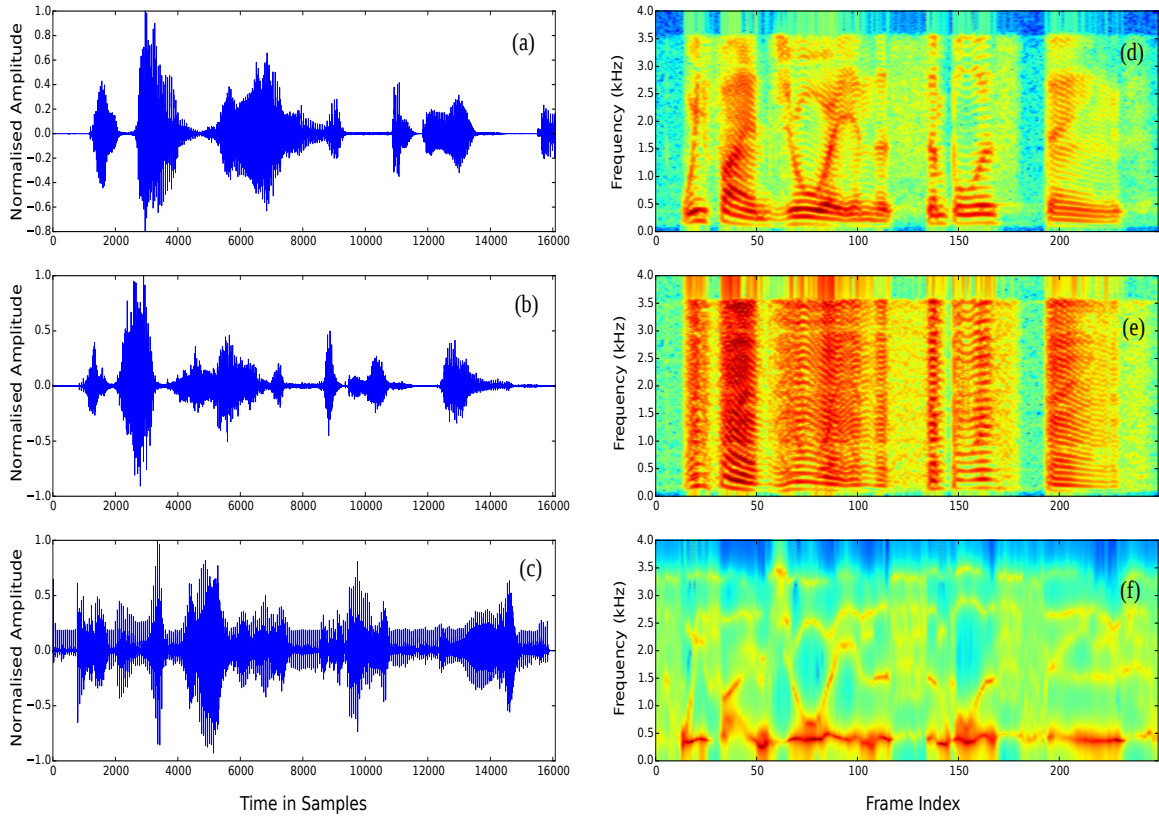 Normalised Amplitude
1.0
0.8
0.6
0.4
0.2
0.0
−0.2
−0.4
−0.6
−0.8
0 2000 4000 6000 8000 10000 12000 14000 16000
(a)
Frequency (kHz)
4.0
3.5
3.0
2.5
2.0
1.5
1.0
0.5
0.0
0 50 100 150 200
(d)
Normalised Amplitude
1.0
0.5
0.0
−0.5
−1.0
0 2000 4000 6000 8000 10000 12000 14000 16000
(b)
Frequency (kHz)
4.0
3.5
3.0
2.5
2.0
1.5
1.0
0.5
0.0
0 50 100 150 200
(e)
Normalised Amplitude
1.0
0.5
0.0
−0.5
−1.0
0 2000 4000 6000 8000 10000 12000 14000 16000
(c)
Frequency (kHz)
4.0
3.5
3.0
2.5
2.0
1.5
1.0
0.5
0.0
0 50 100 150 200
(f)
Time in Samples
Frame Index